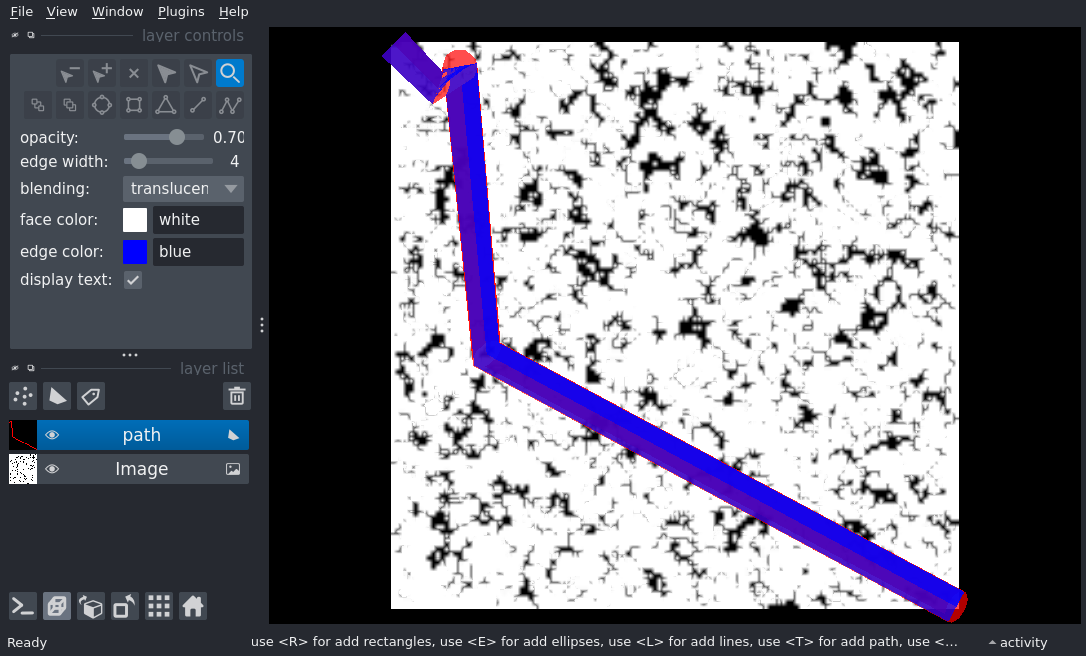 File View Window Plugins Help
layer controls
opacity: 0.70
edge width: 4
blending: translucen
face color: white
edge color: blue
display text:
layer list
path
Image
Ready use <R> for add rectangles, use <E> for add ellipses, use <L> for add lines, use <T> for add path, use <... activity